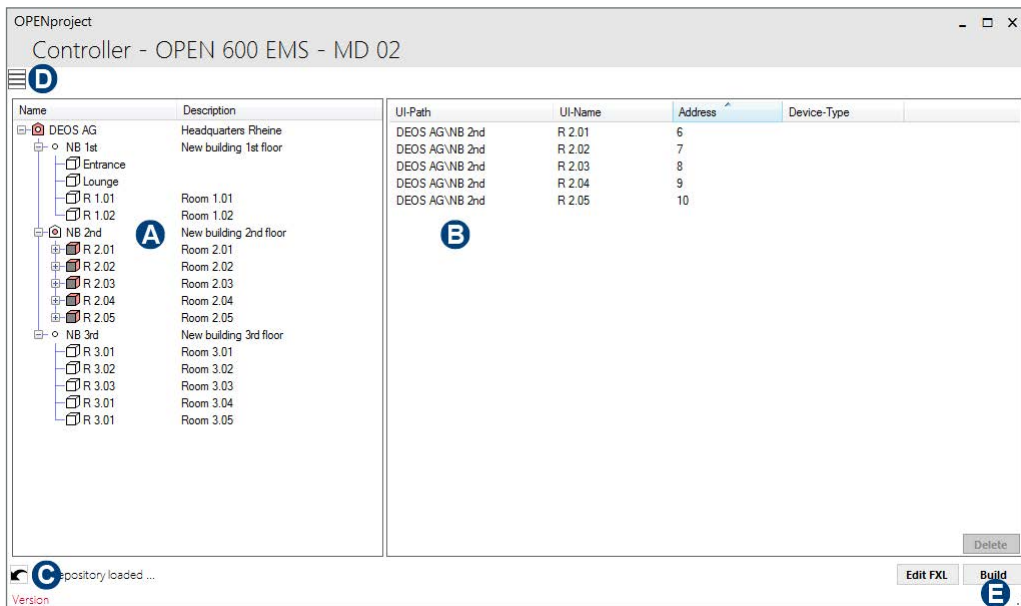 OPENproject
Controller - OPEN 600 EMS - MD 02
D
Name Description
DEOS AG Headquarters Rheine
NB 1st New building 1st floor
Entrance
Lounge
R 1.01 Room 1.01
R 1.02 Room 1.02
NB 2nd New building 2nd floor
A
R 2.01 Room 2.01
R 2.02 Room 2.02
R 2.03 Room 2.03
R 2.04 Room 2.04
R 2.05 Room 2.05
NB 3rd New building 3rd floor
R 3.01 Room 3.01
R 3.02 Room 3.02
R 3.03 Room 3.03
R 3.01 Room 3.04
R 3.01 Room 3.05
UI-Path UI-Name Address Device-Type
DEOS AG\NB 2nd R 2.01 6
DEOS AG\NB 2nd R 2.02 7
DEOS AG\NB 2nd R 2.03 8
DEOS AG\NB 2nd R 2.04 9
DEOS AG\NB 2nd R 2.05 10
B
Delete
C epository loaded ...
Edit FXL Build
Version
E